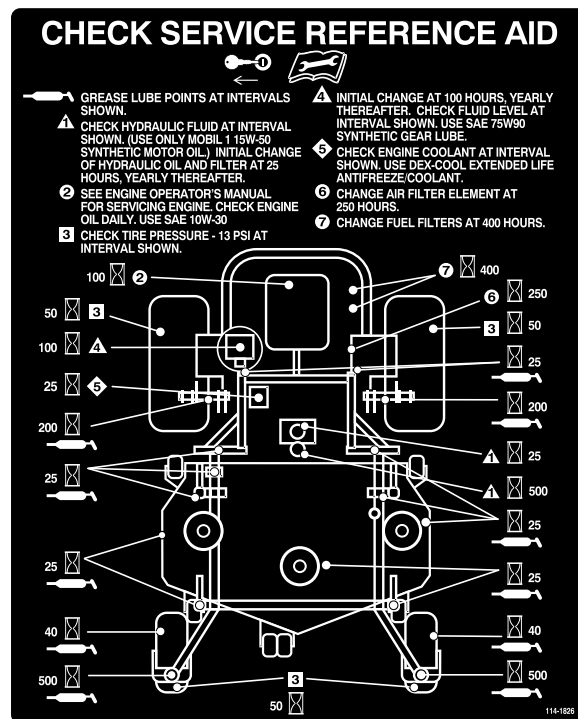 CHECK SERVICE REFERENCE AID
GREASE LUBE POINTS AT INTERVALS
SHOWN.
1 CHECK HYDRAULIC FLUID AT INTERVAL
SHOWN. (USE ONLY MOBIL 1 15W-50
SYNTHETIC MOTOR OIL.) INITIAL CHANGE
OF HYDRAULIC OIL AND FILTER AT 25
HOURS, YEARLY THEREAFTER.
2 SEE ENGINE OPERATOR'S MANUAL
FOR SERVICING ENGINE. CHECK ENGINE
OIL DAILY. USE SAE 10W-30
3 CHECK TIRE PRESSURE - 13 PSI AT
INTERVAL SHOWN.
4 INITIAL CHANGE AT 100 HOURS, YEARLY
THEREAFTER. CHECK FLUID LEVEL AT
INTERVAL SHOWN. USE SAE 75W90
SYNTHETIC GEAR LUBE.
5 CHECK ENGINE COOLANT AT INTERVAL
SHOWN. USE DEX-COOL EXTENDED LIFE
ANTIFREEZE/COOLANT.
6 CHANGE AIR FILTER ELEMENT AT
250 HOURS.
7 CHANGE FUEL FILTERS AT 400 HOURS.
100 2
7 400
6 250
50 3
3 50
100 4
25
25 5
200
200
1 25
25
1 500
25
25
25
40
40
500
500
3
50
114-1826